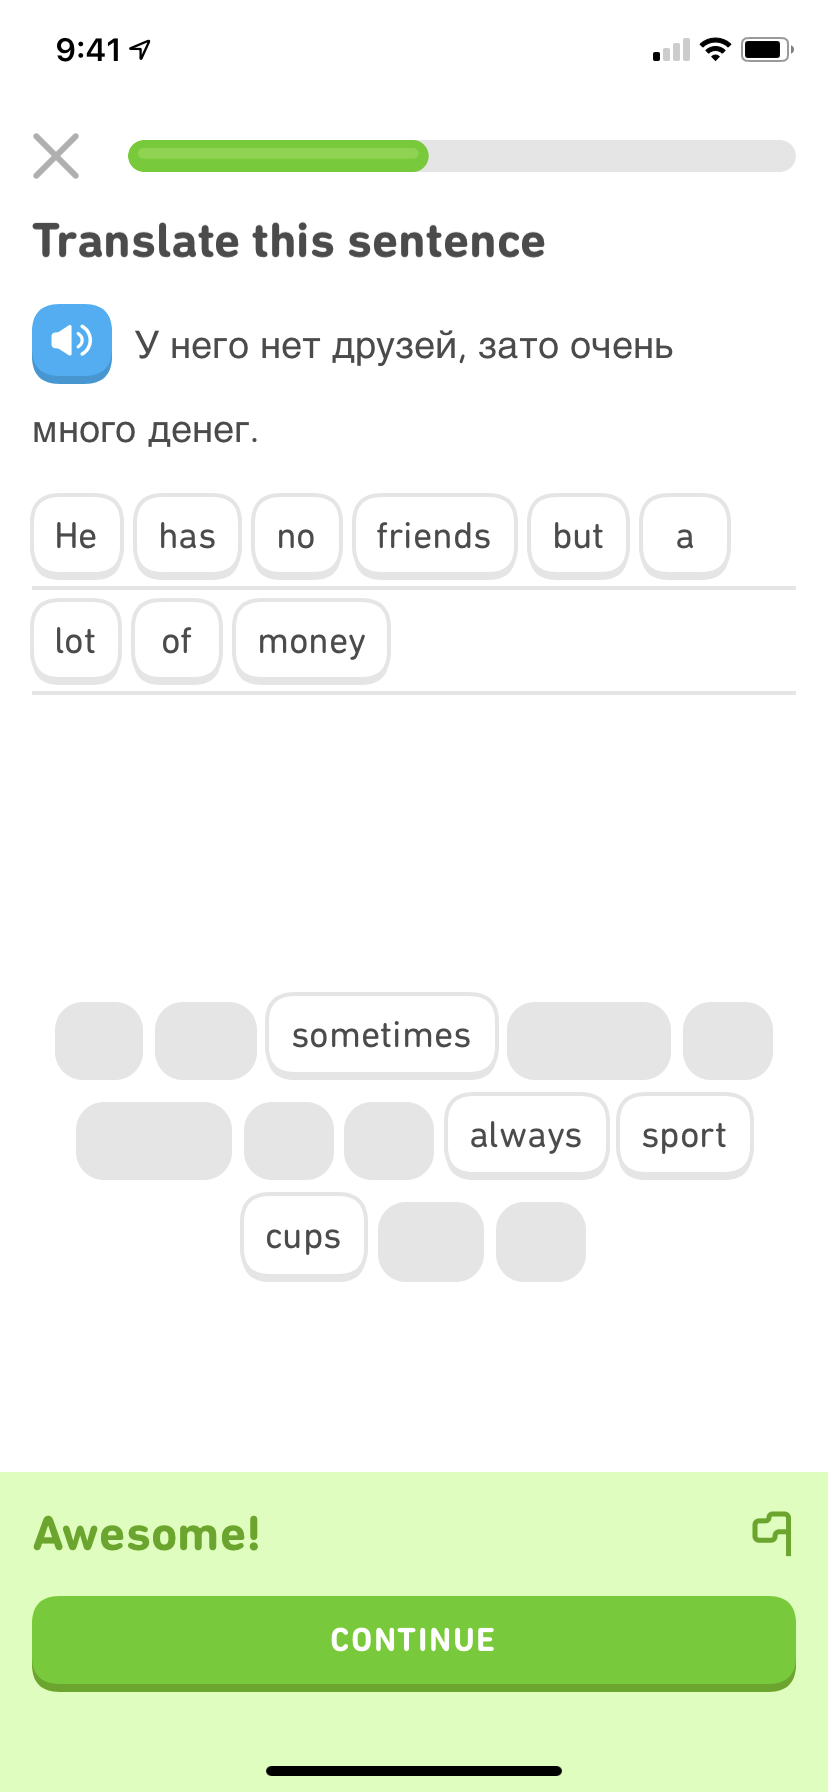 9:41
Translate this sentence
У него нет друзей, зато очень
много денег.
He has no friends but a
lot of money
sometimes
always sport
cups
Awesome!
CONTINUE